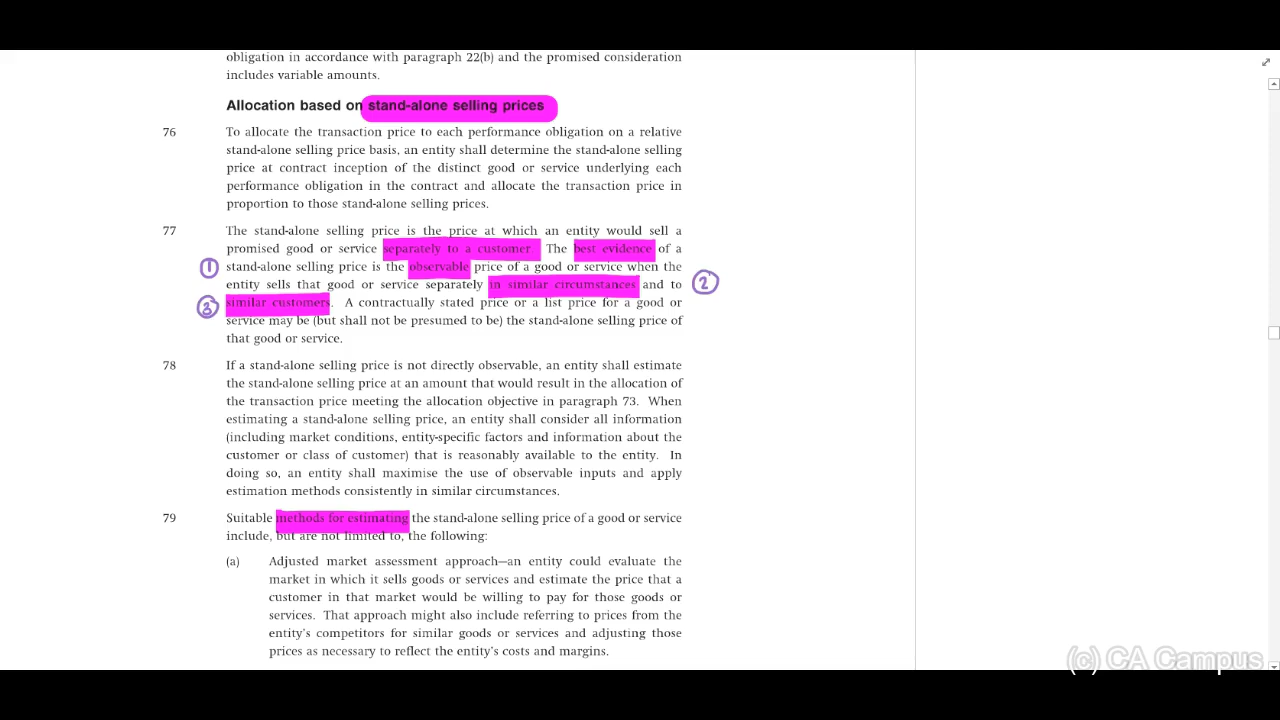 obligation in accordance with paragraph 22(b) and the promised consideration
includes variable amounts.
Allocation based on stand-alone selling prices
76 To allocate the transaction price to each performance obligation on a relative
stand-alone selling price basis, an entity shall determine the stand-alone selling
price at contract inception of the distinct good or service underlying each
performance obligation in the contract and allocate the transaction price in
proportion to those stand-alone selling prices.
77 The stand-alone selling price is the price at which an entity would sell a
promised good or service separately to a customer. The best evidence of a
1 stand-alone selling price is the observable price of a good or service when the
entity sells that good or service separately in similar circumstances and to 2
3 similar customers. A contractually stated price or a list price for a good or
service may be (but shall not be presumed to be) the stand-alone selling price of
that good or service.
78 If a stand-alone selling price is not directly observable, an entity shall estimate
the stand-alone selling price at an amount that would result in the allocation of
the transaction price meeting the allocation objective in paragraph 73. When
estimating a stand-alone selling price, an entity shall consider all information
(including market conditions, entity-specific factors and information about the
customer or class of customer) that is reasonably available to the entity. In
doing so, an entity shall maximise the use of observable inputs and apply
estimation methods consistently in similar circumstances.
79 Suitable methods for estimating the stand-alone selling price of a good or service
include, but are not limited to, the following:
(a) Adjusted market assessment approach—an entity could evaluate the
market in which it sells goods or services and estimate the price that a
customer in that market would be willing to pay for those goods or
services. That approach might also include referring to prices from the
entity's competitors for similar goods or services and adjusting those
prices as necessary to reflect the entity's costs and margins.
(c) CA Campus